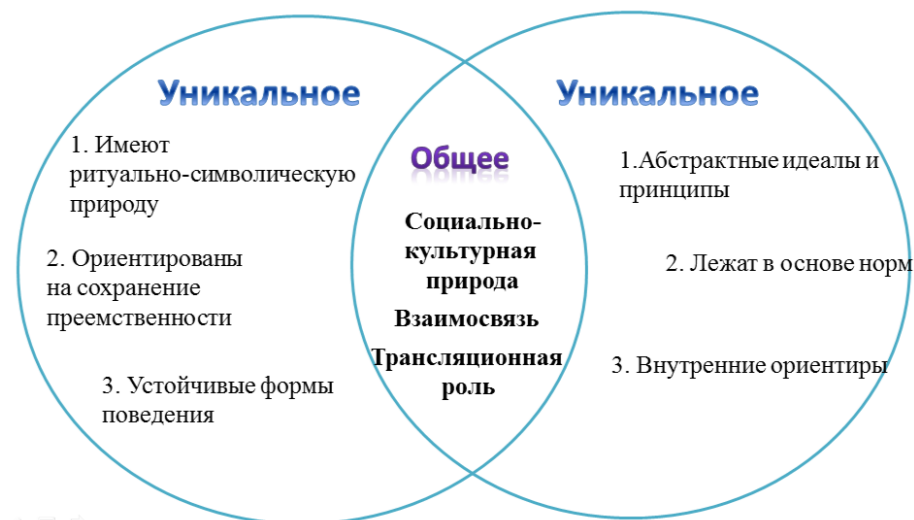 Уникальное
1. Имеют
ритуально-символическую
природу
2. Ориентированы
на сохранение
преемственности
3. Устойчивые формы
поведения
Общее
Социально-
культурная
природа
Взаимосвязь
Трансляционная
роль
Уникальное
1.Абстрактные идеалы и
принципы
2. Лежат в основе норм
3. Внутренние ориентиры